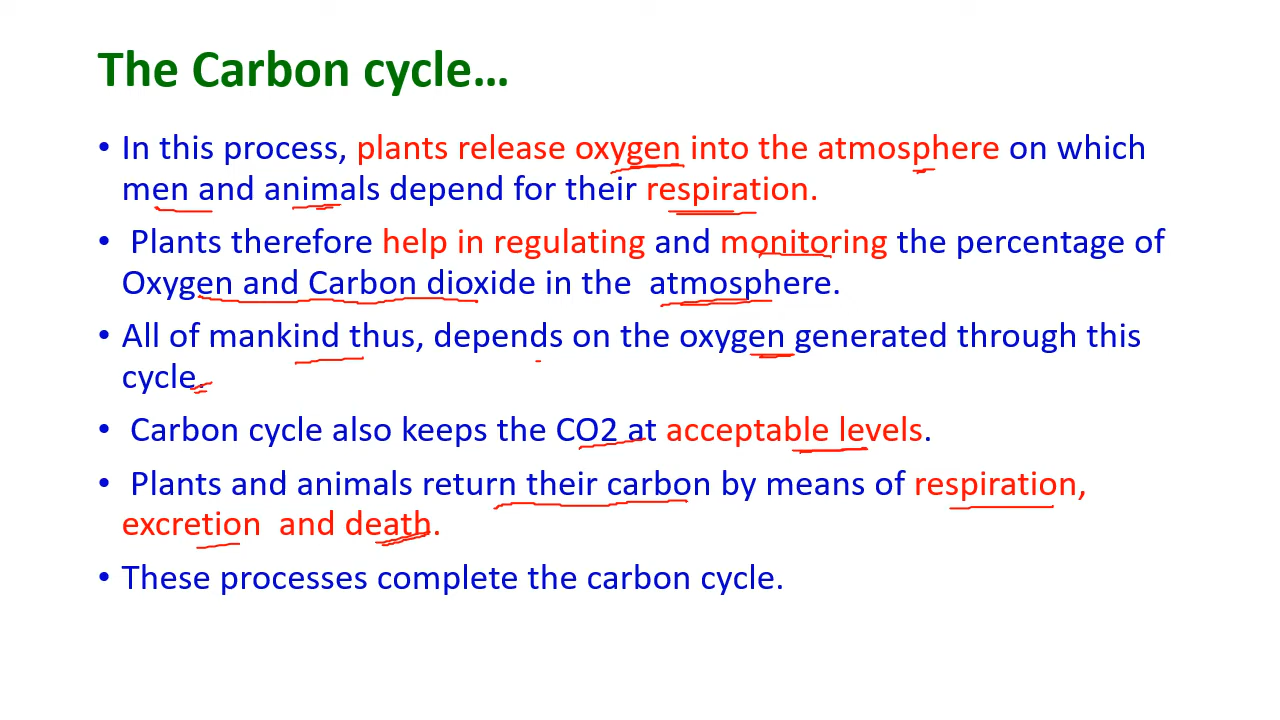 The Carbon cycle...
• In this process, plants release oxygen into the atmosphere on which
men and animals depend for their respiration.
• Plants therefore help in regulating and monitoring the percentage of
Oxygen and Carbon dioxide in the atmosphere.
• All of mankind thus, depends on the oxygen generated through this
cycle.
• Carbon cycle also keeps the CO2 at acceptable levels.
• Plants and animals return their carbon by means of respiration,
excretion and death.
• These processes complete the carbon cycle.